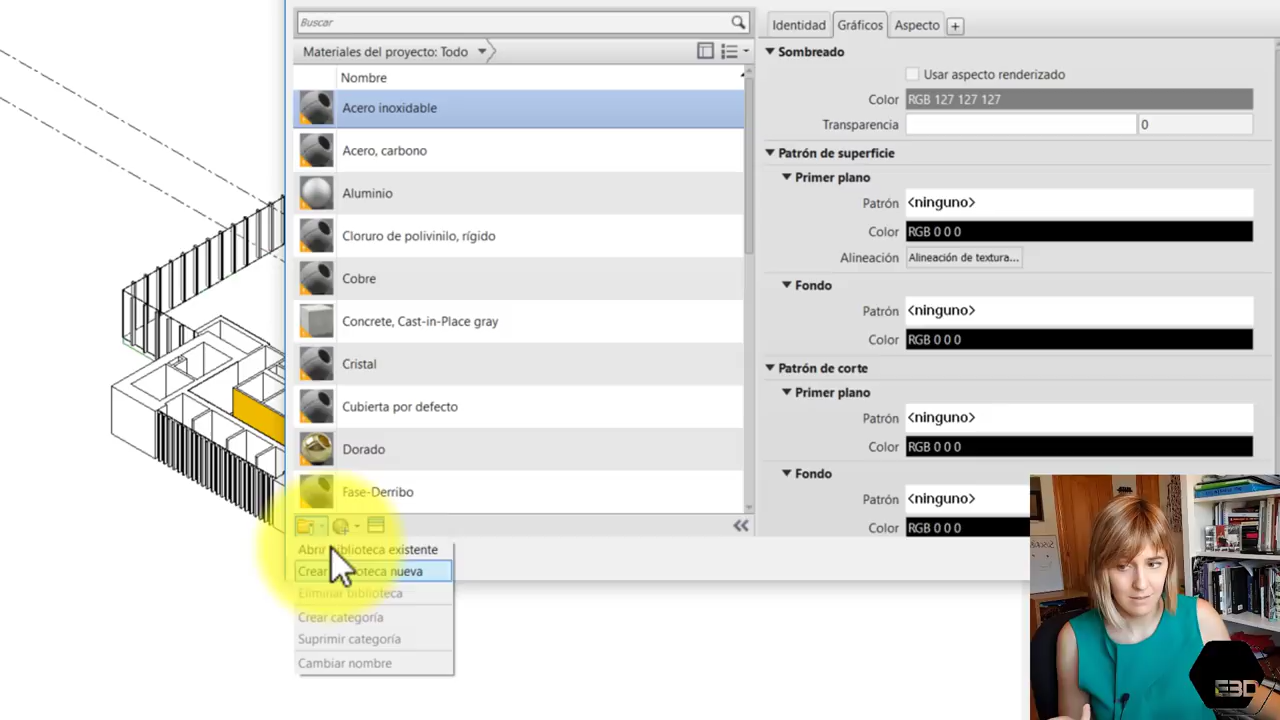 Buscar
Materiales del proyecto: Todo
Nombre
Acero inoxidable
Acero, carbono
Aluminio
Cloruro de polivinilo, rígido
Cobre
Concrete, Cast-in-Place gray
Cristal
Cubierta por defecto
Dorado
Fase-Derribo
Abrir biblioteca existente
Crear biblioteca nueva
Eliminar biblioteca
Crear categoría
Suprimir categoría
Cambiar nombre
Identidad Gráficos Aspecto +
Sombreado
Usar aspecto renderizado
Color RGB 127 127 127
Transparencia 0
Patrón de superficie
Primer plano
Patrón <ninguno>
Color RGB 0 0 0
Alineación Alineación de textura...
Fondo
Patrón <ninguno>
Color RGB 0 0 0
Patrón de corte
Primer plano
Patrón <ninguno>
Color RGB 0 0 0
Fondo
Patrón <ninguno>
Color RGB 0 0 0
E3D